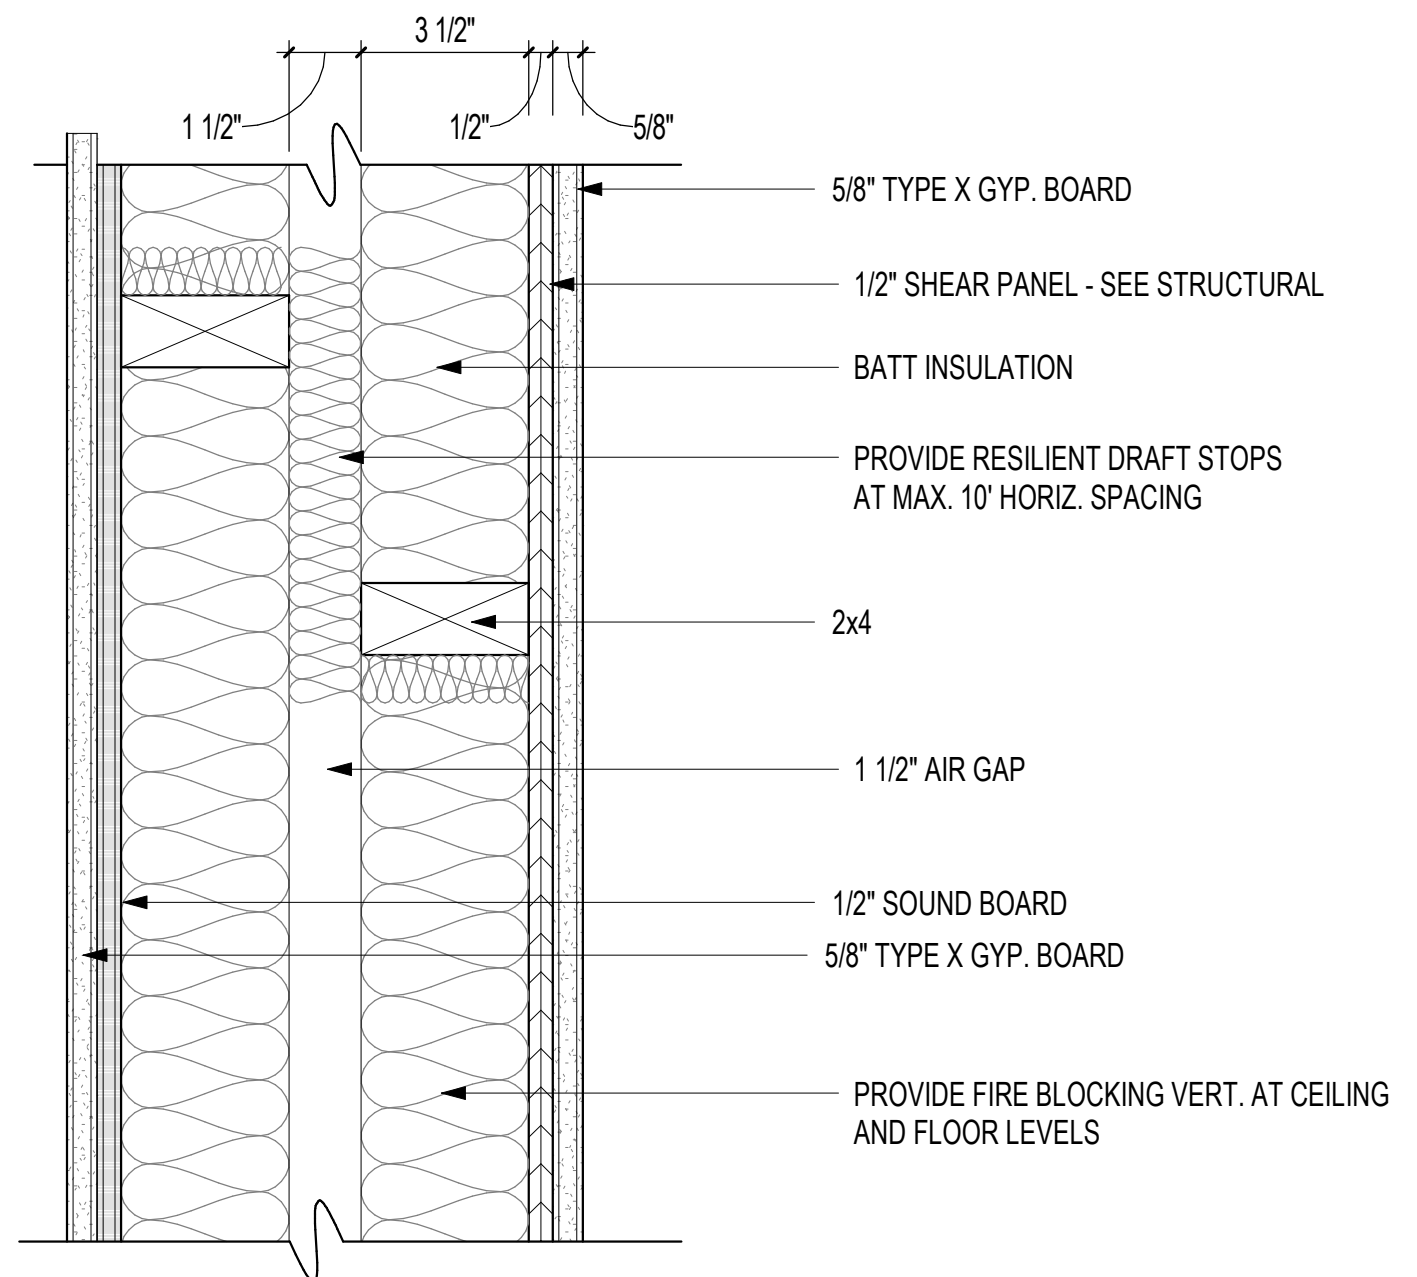 3 1/2"
1 1/2"
1/2"
5/8"
5/8" TYPE X GYP. BOARD
1/2" SHEAR PANEL - SEE STRUCTURAL
BATT INSULATION
PROVIDE RESILIENT DRAFT STOPS
AT MAX. 10' HORIZ. SPACING
2x4
1 1/2" AIR GAP
1/2" SOUND BOARD
5/8" TYPE X GYP. BOARD
PROVIDE FIRE BLOCKING VERT. AT CEILING
AND FLOOR LEVELS